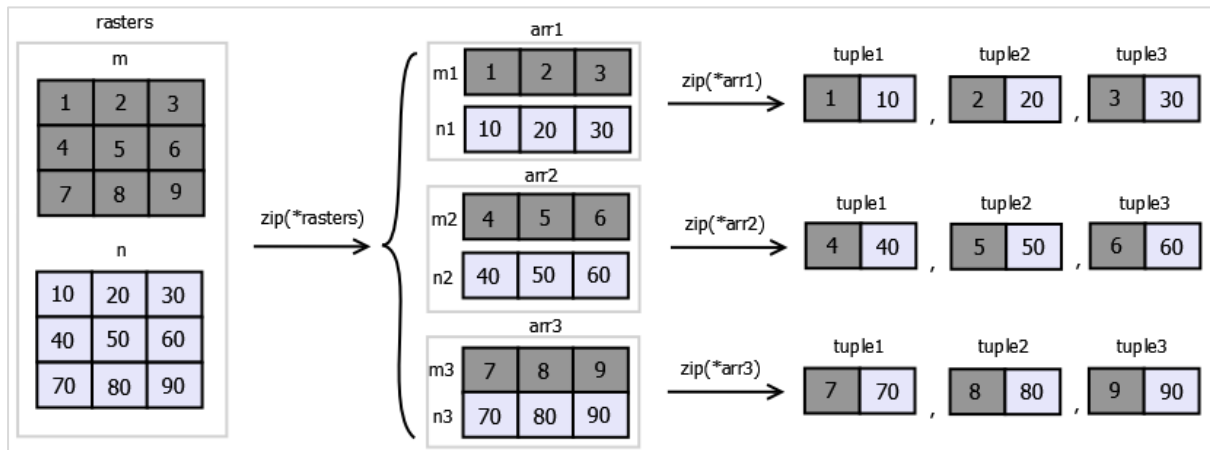 rasters
m
1 2 3
4 5 6
7 8 9
n
10 20 30
40 50 60
70 80 90
zip(*rasters)
arr1
m1 1 2 3
n1 10 20 30
arr2
m2 4 5 6
n2 40 50 60
arr3
m3 7 8 9
n3 70 80 90
zip(*arr1)
tuple1 tuple2 tuple3
1 10 , 2 20 , 3 30
zip(*arr2)
tuple1 tuple2 tuple3
4 40 , 5 50 , 6 60
zip(*arr3)
tuple1 tuple2 tuple3
7 70 , 8 80 , 9 90